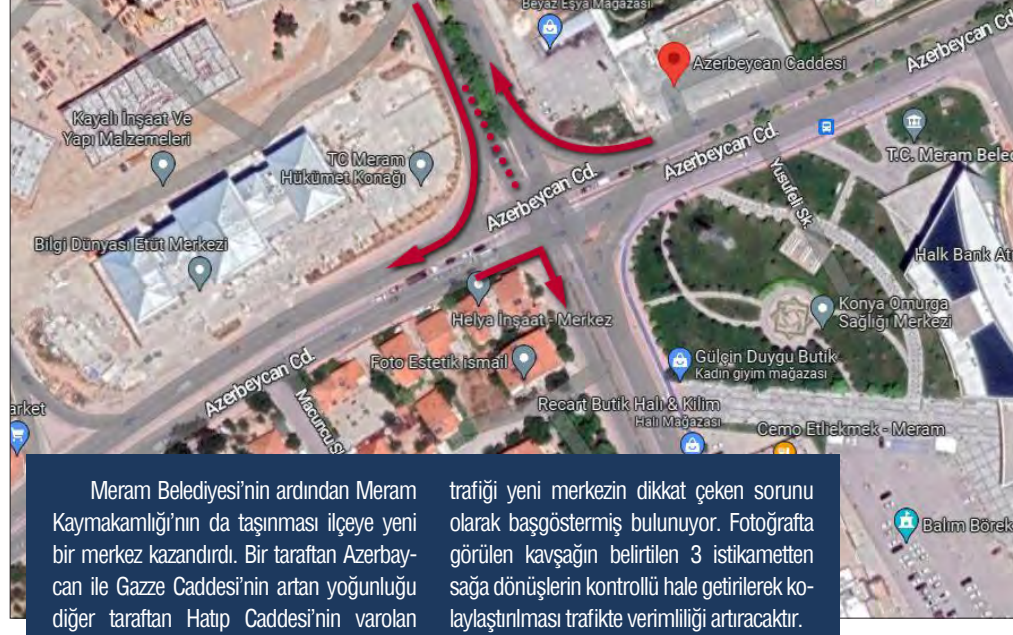 Beyaz Eşya Mağazası
Azerbeycan Caddesi
Azerbeycan Cd.
Kayalı İnşaat Ve
Yapı Malzemeleri
TC Meram
Hükümet Konağı
Azerbeycan Cd.
Azerbeycan Cd.
Yusufeli Sk.
T.C. Meram Beled
Bilgi Dünyası Etüt Merkezi
Halk Bank At
Helya İnşaat - Merkez
Konya Omurga
Sağlığı Merkezi
Foto Estetik ismail
Gülçin Duygu Butik
Kadın giyim mağazası
Azerbeycan Cd.
Macuncu S
arket
Recart Butik Halı & Kilim
Halı Mağazası
Cemo Etliekmek - Meram
Balım Börek
Meram Belediyesi’nin ardından Meram
Kaymakamlığı’nın da taşınması ilçeye yeni
bir merkez kazandırdı. Bir taraftan Azerbay-
can ile Gazze Caddesi’nin artan yoğunluğu
diğer taraftan Hatıp Caddesi’nin varolan
trafiği yeni merkezin dikkat çeken sorunu
olarak başgöstermiş bulunuyor. Fotoğrafta
görülen kavşağın belirtilen 3 istikametten
sağa dönüşlerin kontrollü hale getirilerek ko-
laylaştırılması trafikte verimliliği artıracaktır.